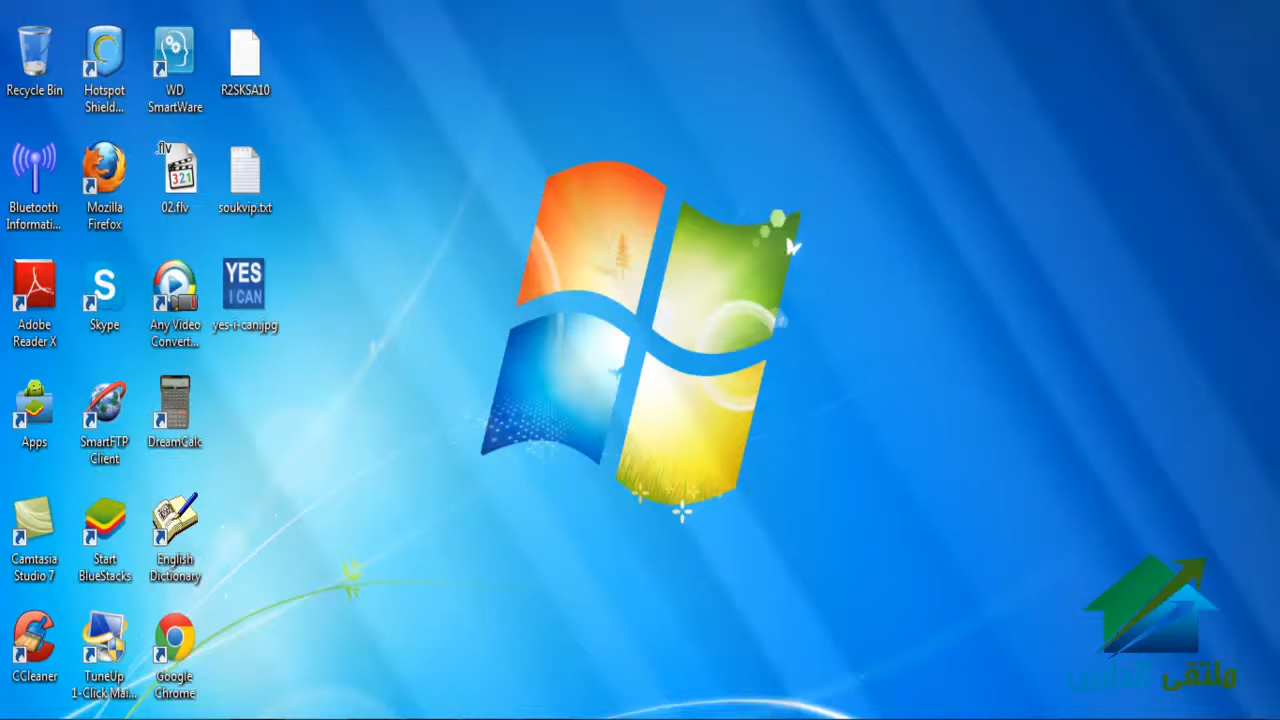 Recycle Bin
Hotspot
Shield...
WD
SmartWare
R2SKSA10
Bluetooth
Informati...
Mozilla
Firefox
.flv
321
02.flv
soukvip.txt
Adobe
Reader X
S
Skype
Any Video
Convert...
YES
I CAN
yes-i-can.jpg
Apps
SmartFTP
Client
DreamCalc
Camtasia
Studio 7
Start
BlueStacks
English
Dictionary
CCleaner
TuneUp
1-Click Mai...
Google
Chrome
ملتقى